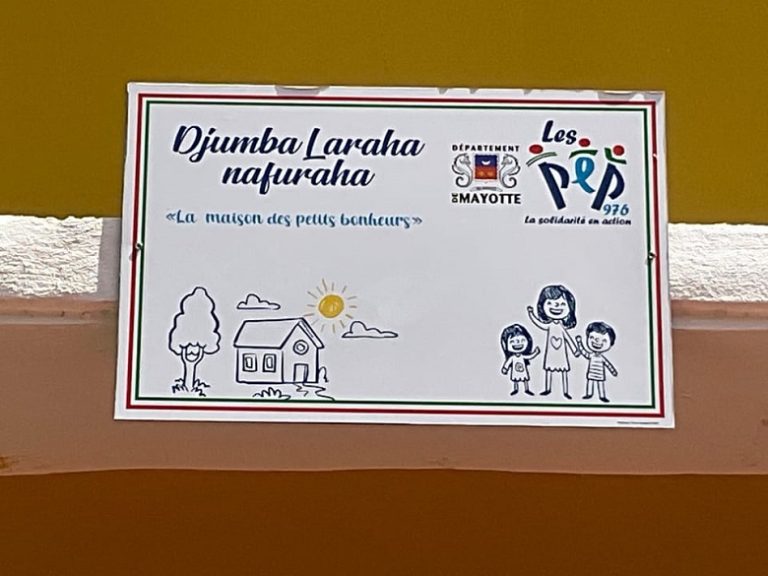 Djumba Laraha
nafuraha
«La maison des petits bonheurs»
DÉPARTEMENT
DE MAYOTTE
Les
pep
976
La solidarité en action